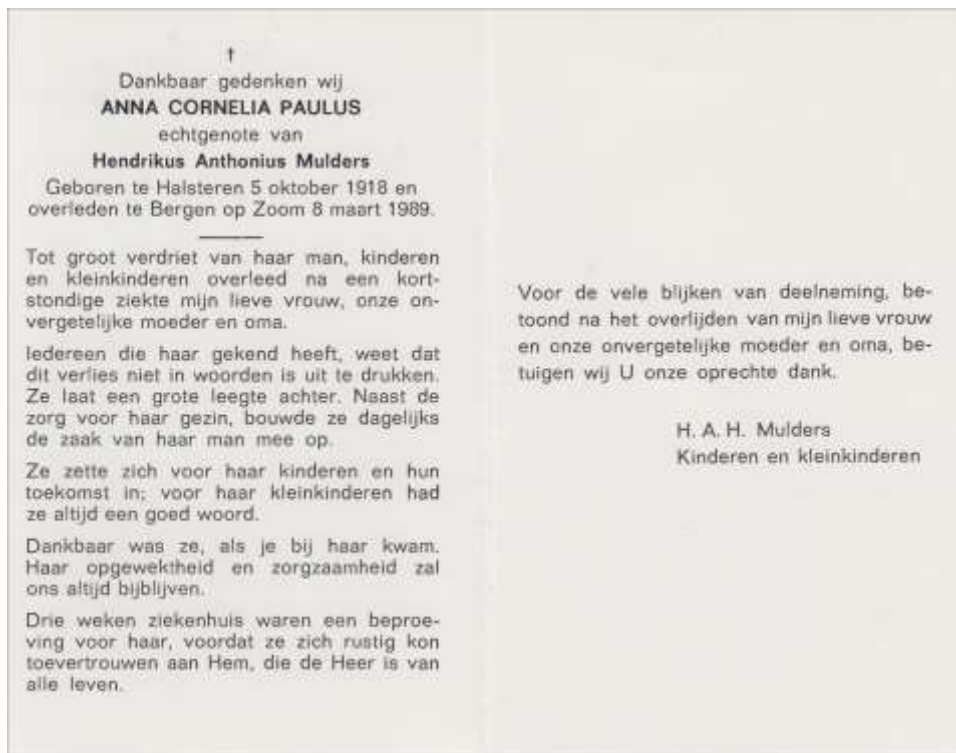 †
Dankbaar gedenken wij
ANNA CORNELIA PAULUS
echtgenote van
Hendrikus Anthonius Mulders
Geboren te Halsteren 5 oktober 1918 en
overleden te Bergen op Zoom 8 maart 1989.
Tot groot verdriet van haar man, kinderen
en kleinkinderen overleed na een kort-
stondige ziekte mijn lieve vrouw, onze on-
vergetelijke moeder en oma.
Iedereen die haar gekend heeft, weet dat
dit verlies niet in woorden is uit te drukken.
Ze laat een grote leegte achter. Naast de
zorg voor haar gezin, bouwde ze dagelijks
de zaak van haar man mee op.
Ze zette zich voor haar kinderen en hun
toekomst in; voor haar kleinkinderen had
ze altijd een goed woord.
Dankbaar was ze, als je bij haar kwam.
Haar opgewektheid en zorgzaamheid zal
ons altijd bijblijven.
Drie weken ziekenhuis waren een beproe-
ving voor haar, voordat ze zich rustig kon
toevertrouwen aan Hem, die de Heer is van
alle leven.
Voor de vele blijken van deelneming, be-
toond na het overlijden van mijn lieve vrouw
en onze onvergetelijke moeder en oma, be-
tuigen wij U onze oprechte dank.
H. A. H. Mulders
Kinderen en kleinkinderen